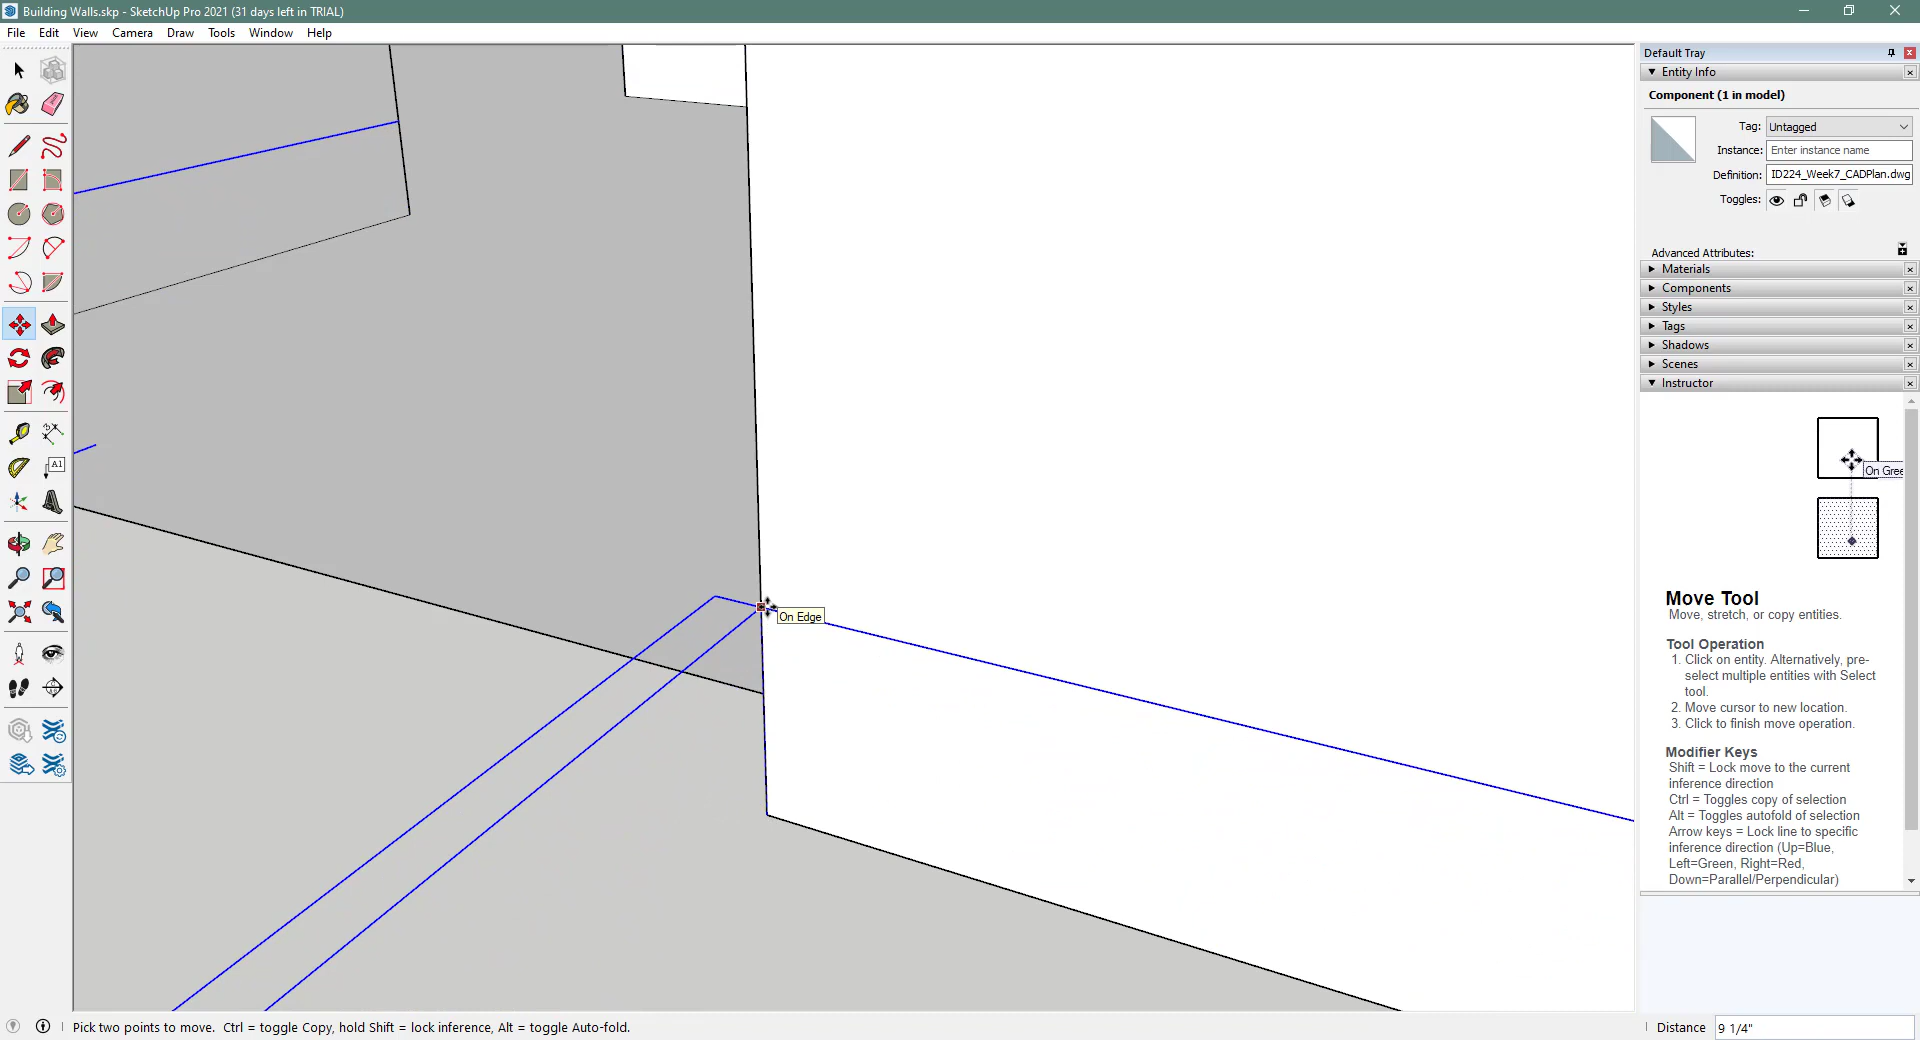 Building Walls.skp - SketchUp Pro 2021 (31 days left in TRIAL)
File Edit View Camera Draw Tools Window Help
Default Tray
Entity Info
Component (1 in model)
Tag: Untagged
Instance: Enter instance name
Definition: ID224_Week7_CADPlan.dwg
Toggles:
Advanced Attributes:
Materials
Components
Styles
Tags
Shadows
Scenes
Instructor
On Gree
A1
On Edge
Move Tool
Move, stretch, or copy entities.
Tool Operation
1. Click on entity. Alternatively, pre-
select multiple entities with Select
tool.
2. Move cursor to new location.
3. Click to finish move operation.
Modifier Keys
Shift = Lock move to the current
inference direction
Ctrl = Toggles copy of selection
Alt = Toggles autofold of selection
Arrow keys = Lock line to specific
inference direction (Up=Blue,
Left=Green, Right=Red,
Down=Parallel/Perpendicular)
Pick two points to move. Ctrl = toggle Copy, hold Shift = lock inference, Alt = toggle Auto-fold.
Distance 9 1/4"